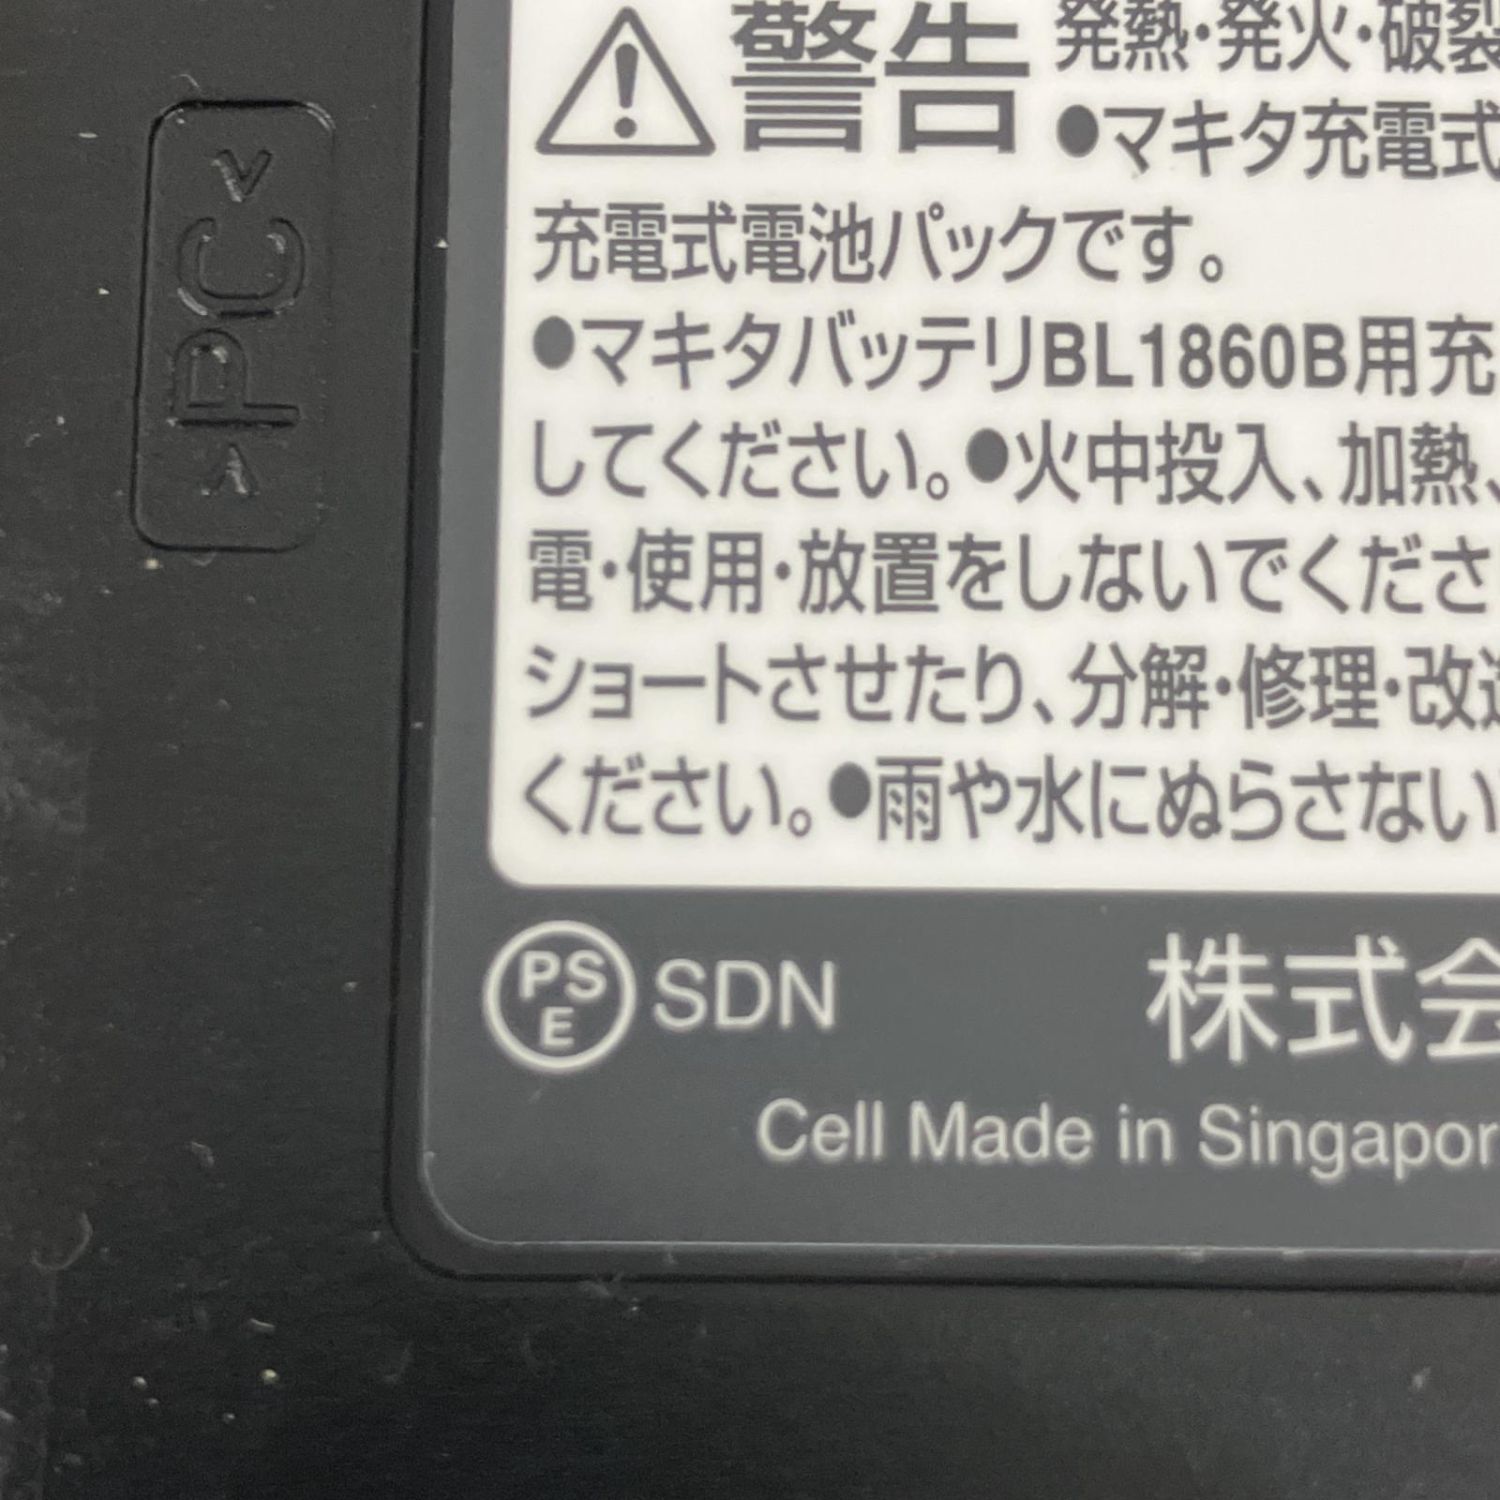 警告 発熱・発火・破裂
●マキタ充電式
充電式電池パックです。
●マキタバッテリBL1860B用充
してください。●火中投入、加熱、
電・使用・放置をしないでくださ
ショートさせたり、分解・修理・改造
ください。●雨や水にぬらさない
PSE SDN
株式会
Cell Made in Singapor
>PC<